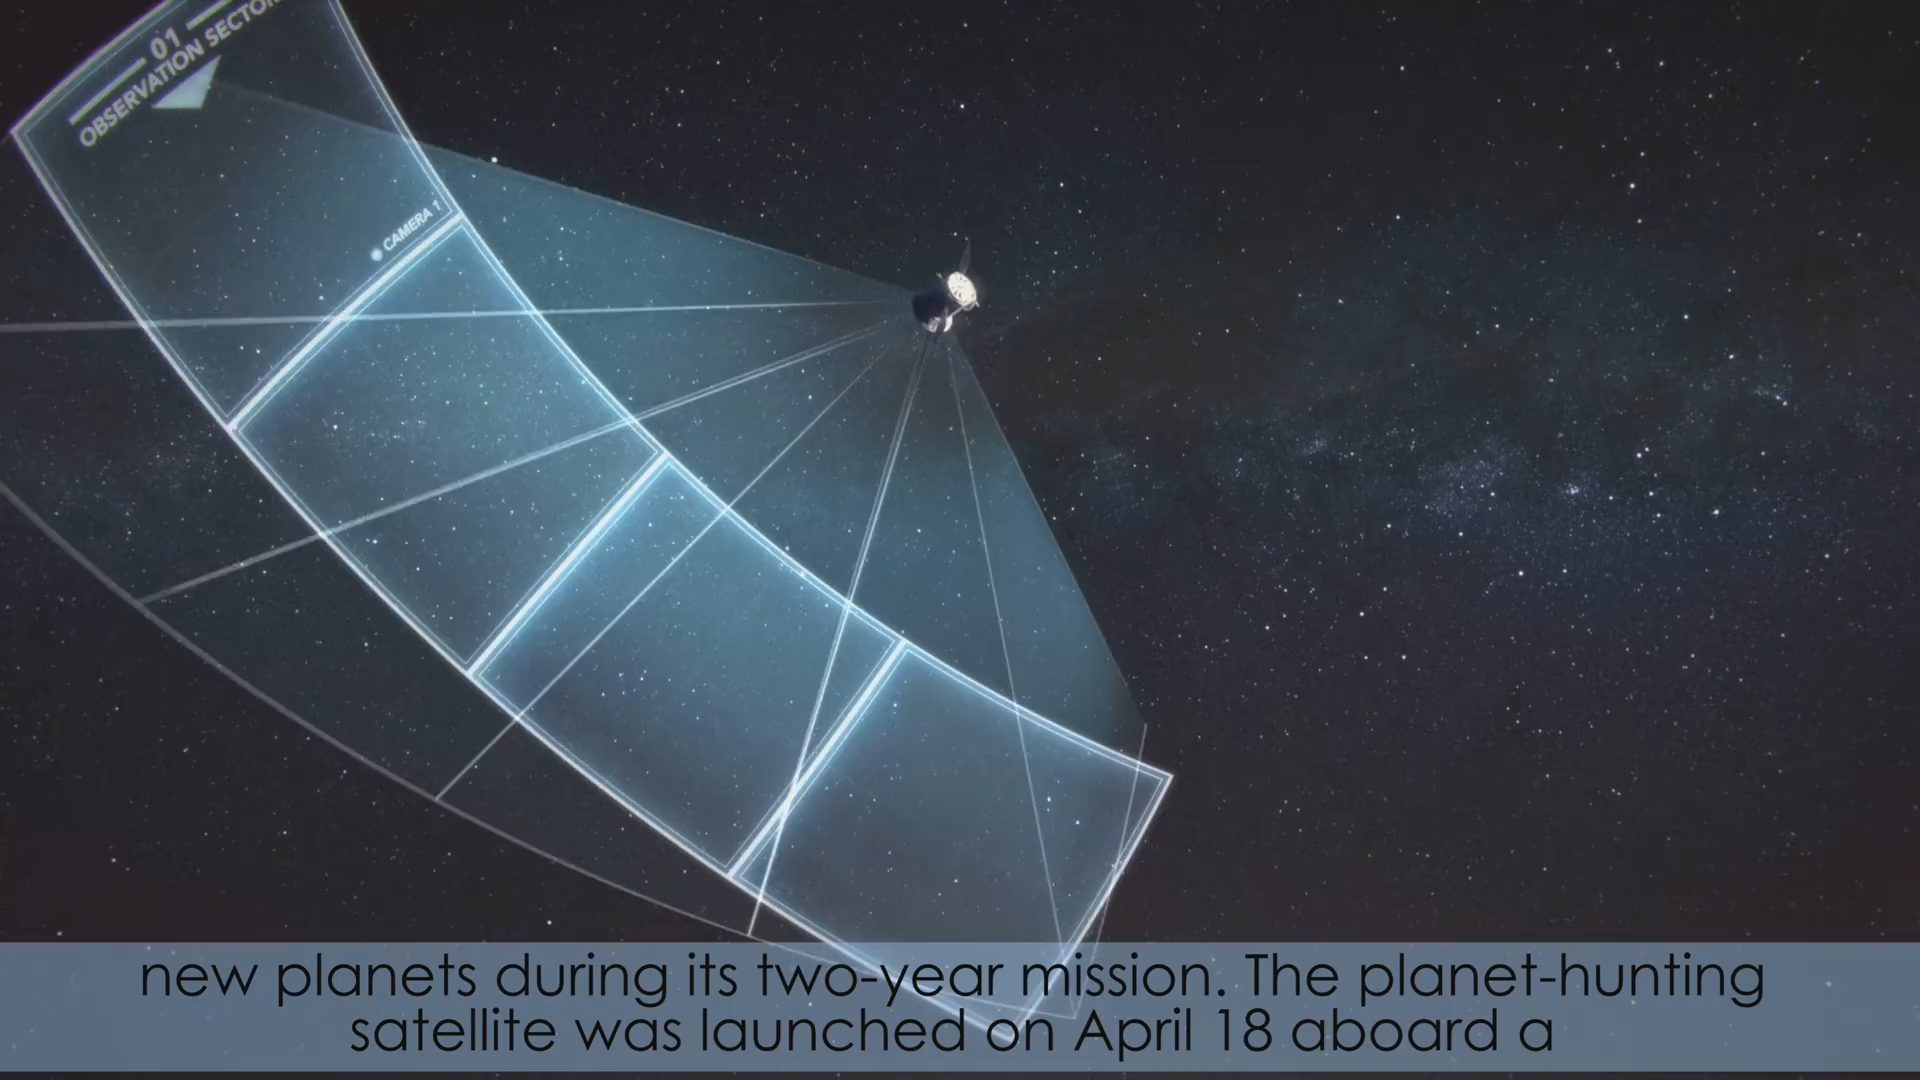 01
OBSERVATION SECTOR
CAMERA 1
new planets during its two-year mission. The planet-hunting
satellite was launched on April 18 aboard a